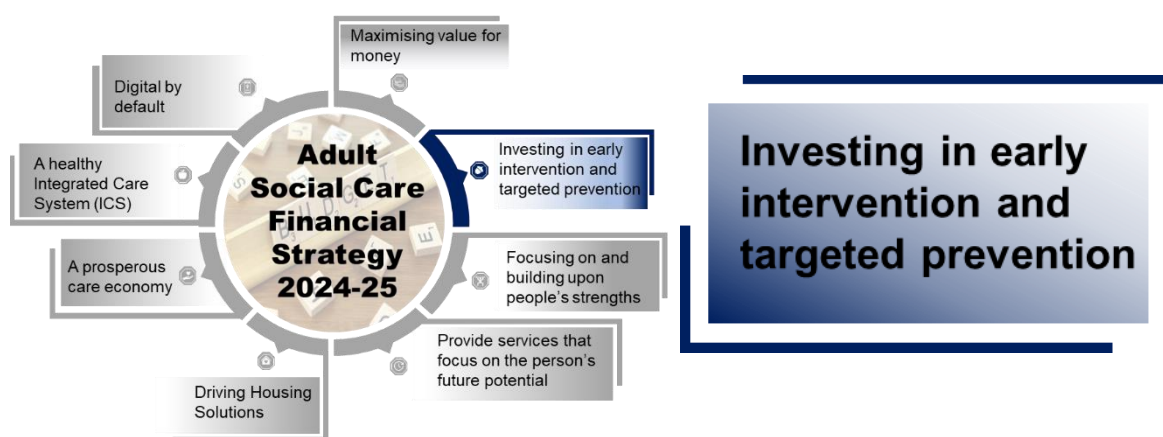 Maximising value for
money
Digital by
default
Investing in early
intervention and
targeted prevention
A healthy
Integrated Care
System (ICS)
Adult
Social Care
Financial
Strategy
2024-25
A prosperous
care economy
Focusing on and
building upon
people's strengths
Provide services that
focus on the person's
future potential
Driving Housing
Solutions
Investing in early
intervention and
targeted prevention
BUDGET